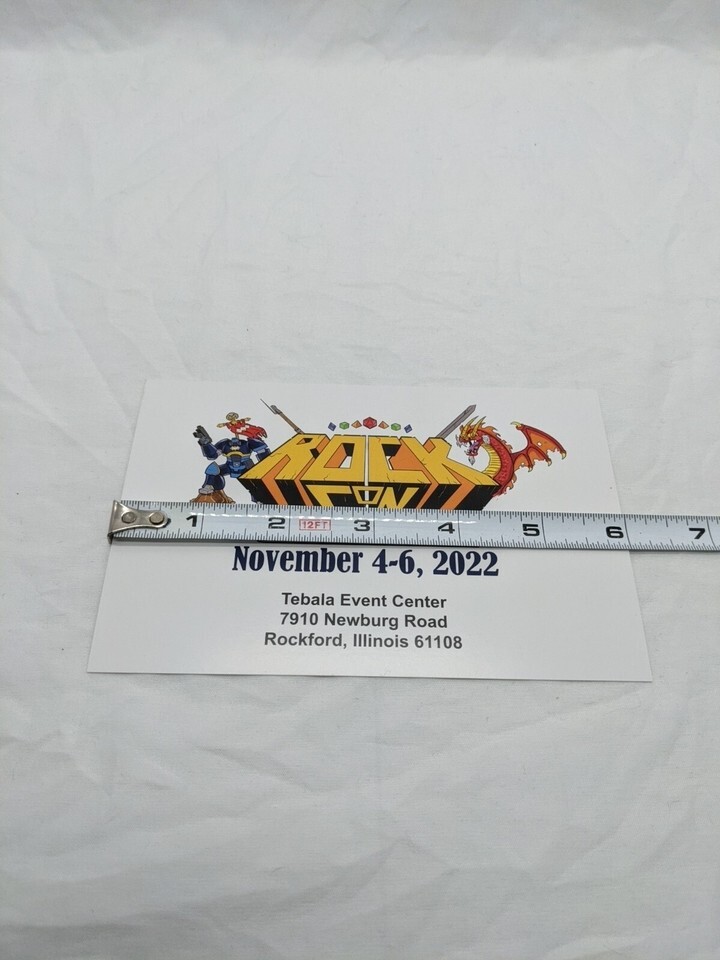 ROCK
CON
1 2 12FT 3 4 5 6 7
November 4-6, 2022
Tebala Event Center
7910 Newburg Road
Rockford, Illinois 61108